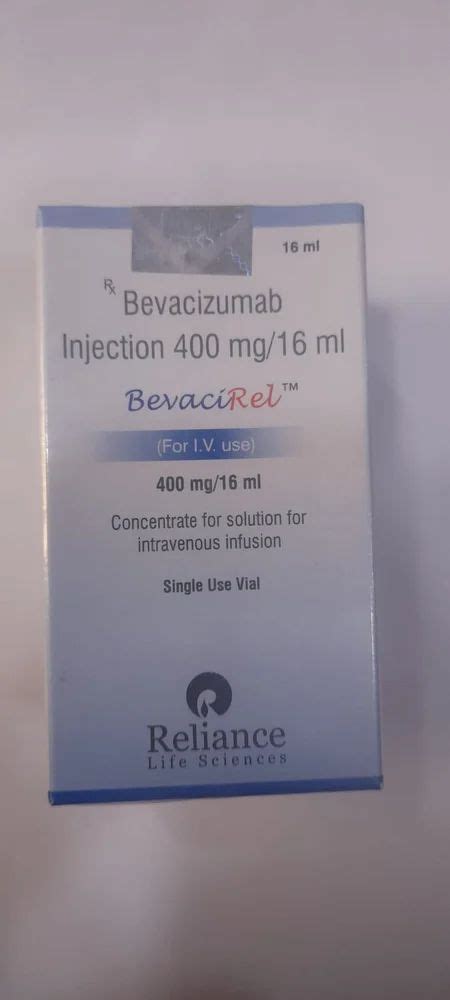 16 ml
Rx Bevacizumab
Injection 400 mg/16 ml
BevaciRel™
(For I.V. use)
400 mg/16 ml
Concentrate for solution for
intravenous infusion
Single Use Vial
Reliance
Life Sciences